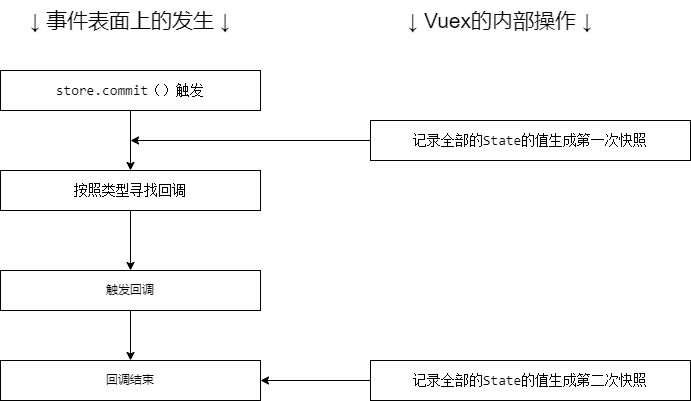 ↓事件表面上的发生↓
↓Vuex的内部操作↓
store.commit（）触发
记录全部的State的值生成第一次快照
按照类型寻找回调
触发回调
回调结束
记录全部的State的值生成第二次快照